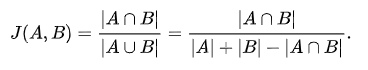 J(A, B) = |A ∩ B| / |A ∪ B| = |A ∩ B| / (|A| + |B| − |A ∩ B|).